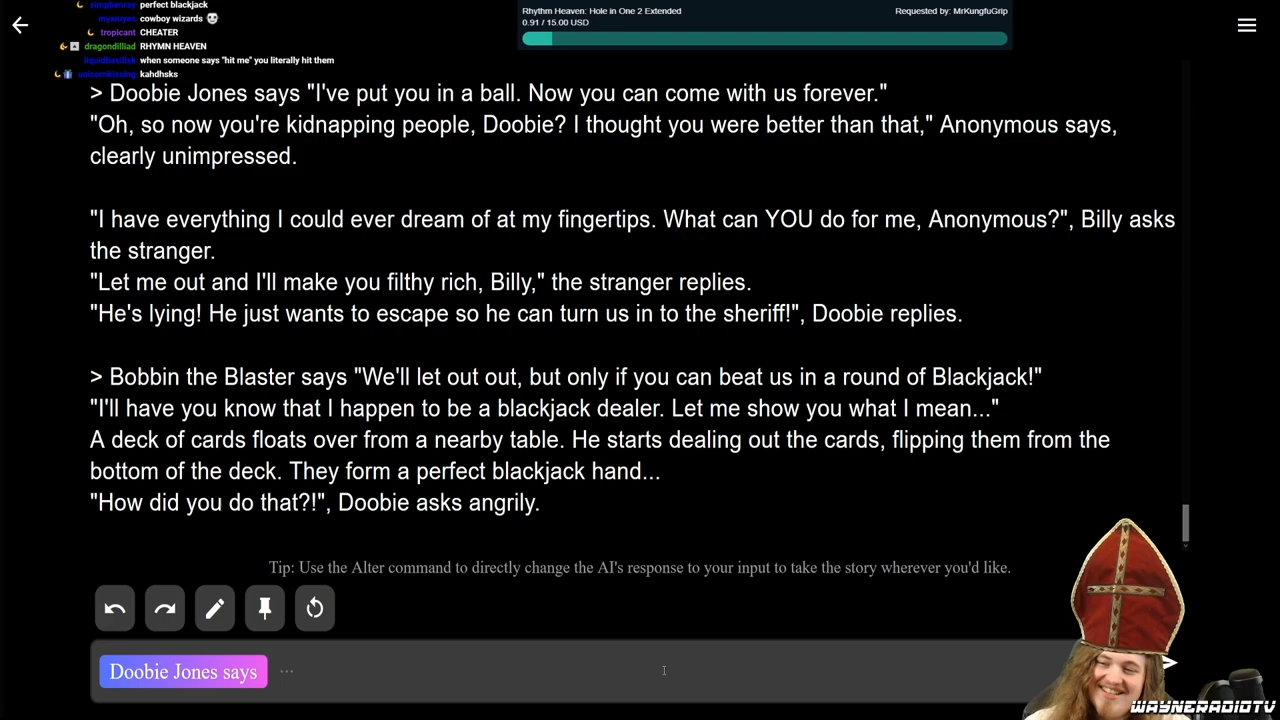 simpbenrey perfect blackjack
myamyes cowboy wizards
tropicant CHEATER
dragondilliad RHYMN HEAVEN
liquidbasilisk when someone says "hit me" you literally hit them
unicornkissing kahdhsks
Rhythm Heaven: Hole in One 2 Extended
Requested by: MrKungfuGrip
0.91 / 15.00 USD
> Doobie Jones says "I've put you in a ball. Now you can come with us forever."
"Oh, so now you're kidnapping people, Doobie? I thought you were better than that," Anonymous says,
clearly unimpressed.
"I have everything I could ever dream of at my fingertips. What can YOU do for me, Anonymous?", Billy asks
the stranger.
"Let me out and I'll make you filthy rich, Billy," the stranger replies.
"He's lying! He just wants to escape so he can turn us in to the sheriff!", Doobie replies.
> Bobbin the Blaster says "We'll let out out, but only if you can beat us in a round of Blackjack!"
"I'll have you know that I happen to be a blackjack dealer. Let me show you what I mean..."
A deck of cards floats over from a nearby table. He starts dealing out the cards, flipping them from the
bottom of the deck. They form a perfect blackjack hand...
"How did you do that?!", Doobie asks angrily.
Tip: Use the Alter command to directly change the AI's response to your input to take the story wherever you'd like.
Doobie Jones says ...
WAYNERADIOTV